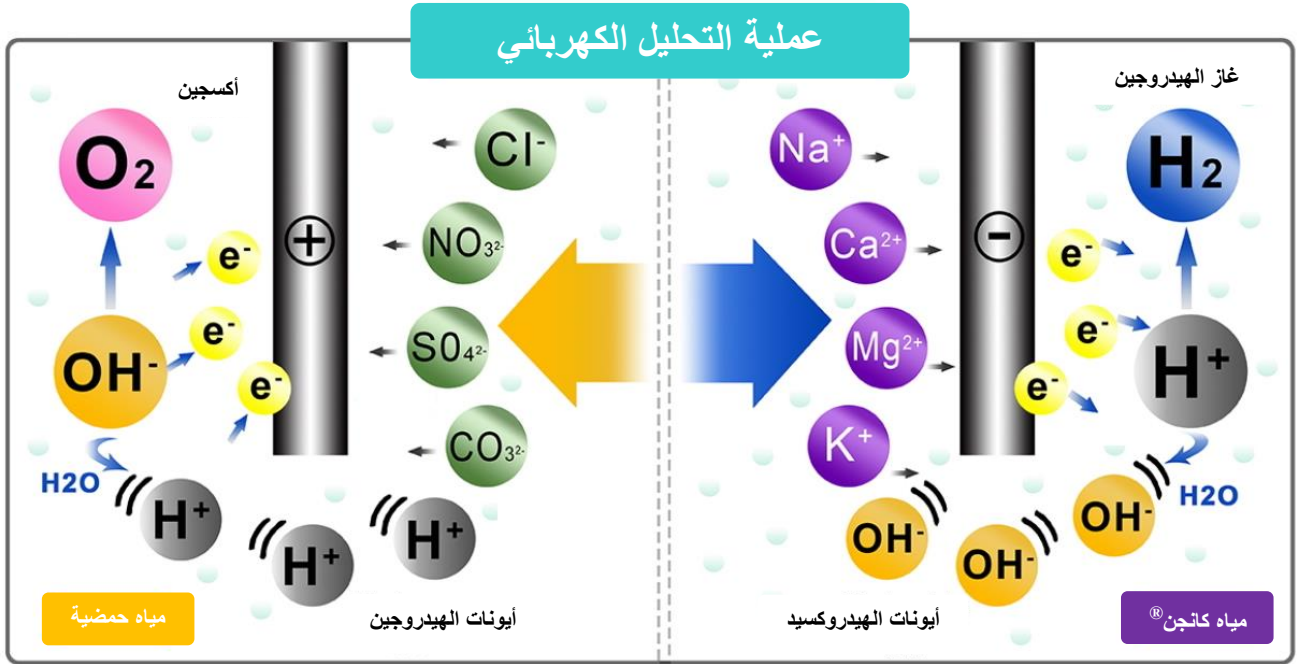 عملية التحليل الكهربائي
غاز الهيدروجين
أكسجين
O2
Cl-
Na+
H2
+
e-
NO32-
Ca2+
-
e-
OH-
e-
SO42-
Mg2+
e-
H+
e-
e-
CO32-
K+
H2O
H+
H+
H+
OH-
OH-
OH-
H2O
مياه حمضية
أيونات الهيدروجين
أيونات الهيدروكسيد
مياه كانجن®